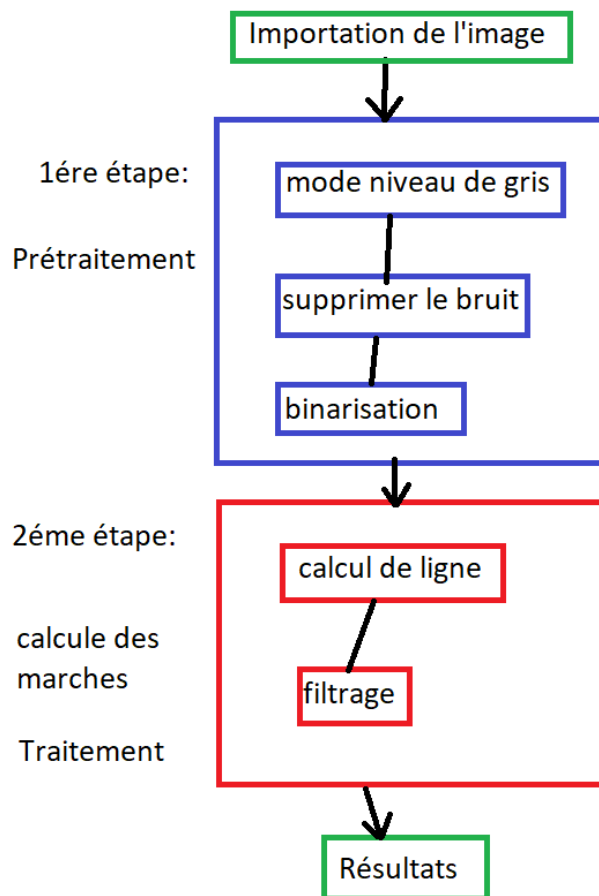 Importation de l'image
1ére étape:
mode niveau de gris
Prétraitement
supprimer le bruit
binarisation
2éme étape:
calcul de ligne
calcule des
marches
filtrage
Traitement
Résultats